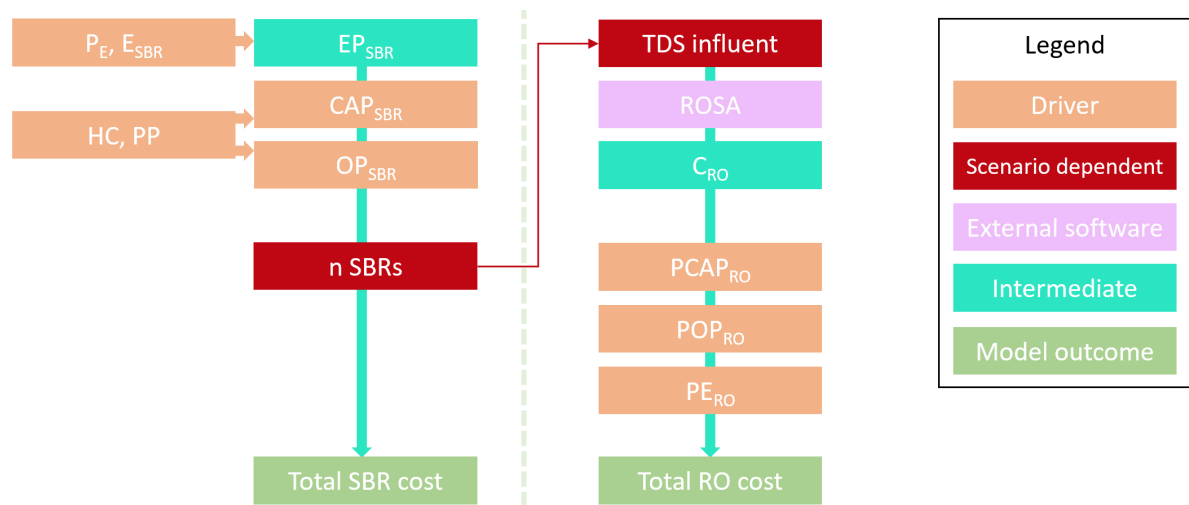 P_E, E_SBR
HC, PP
EP_SBR
CAP_SBR
OP_SBR
n SBRs
Total SBR cost
TDS influent
ROSA
C_RO
PCAP_RO
POP_RO
PE_RO
Total RO cost
Legend
Driver
Scenario dependent
External software
Intermediate
Model outcome